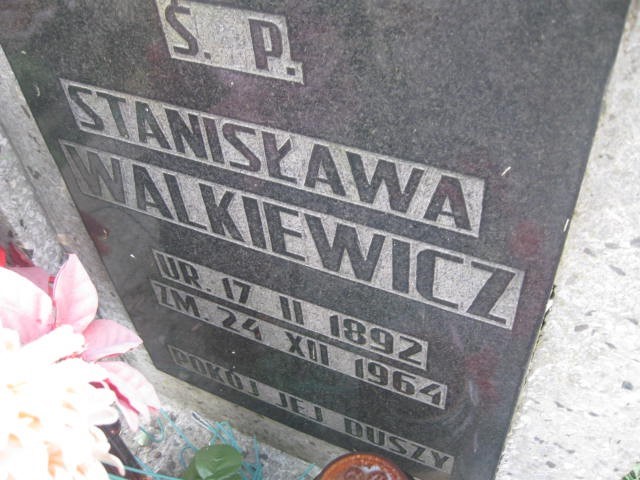 Ś. P.
STANISŁAWA
WALKIEWICZ
UR. 17 II 1892
ZM. 24 XII 1964
POKÓJ JEJ DUSZY